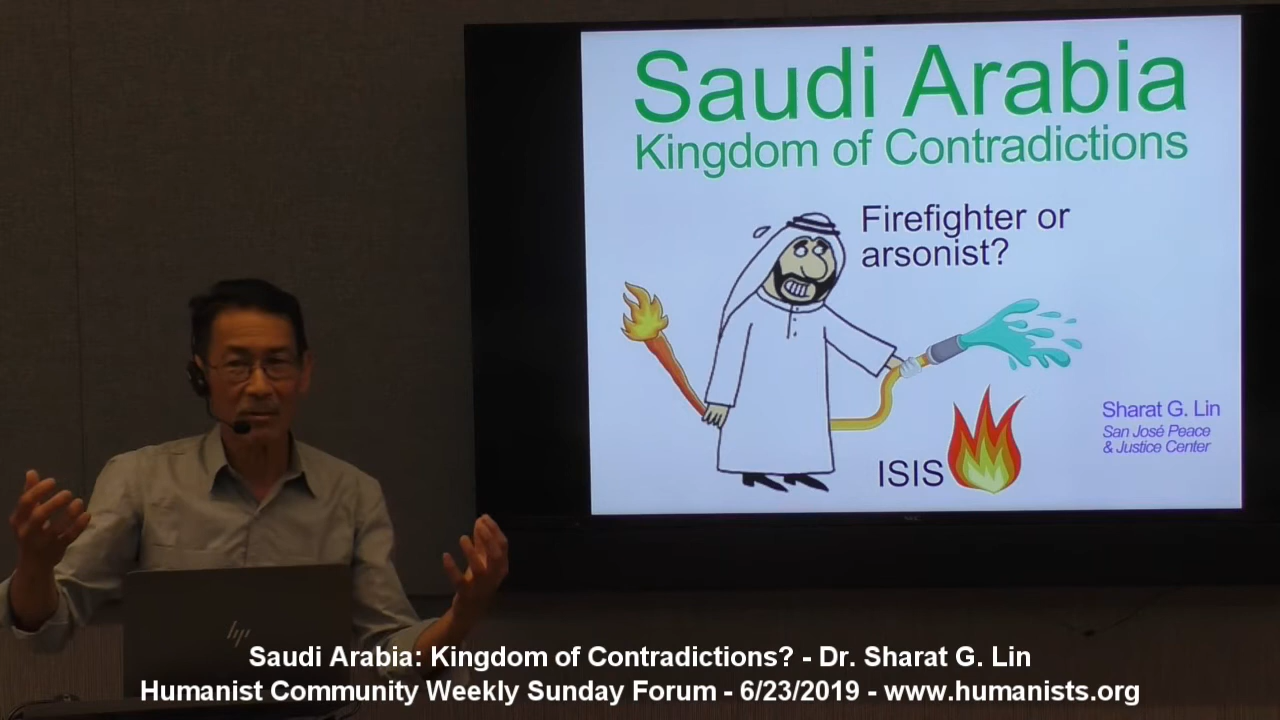 Saudi Arabia
Kingdom of Contradictions
Firefighter or
arsonist?
Sharat G. Lin
San José Peace
& Justice Center
ISIS
NEC
hp
Saudi Arabia: Kingdom of Contradictions? - Dr. Sharat G. Lin
Humanist Community Weekly Sunday Forum - 6/23/2019 - www.humanists.org